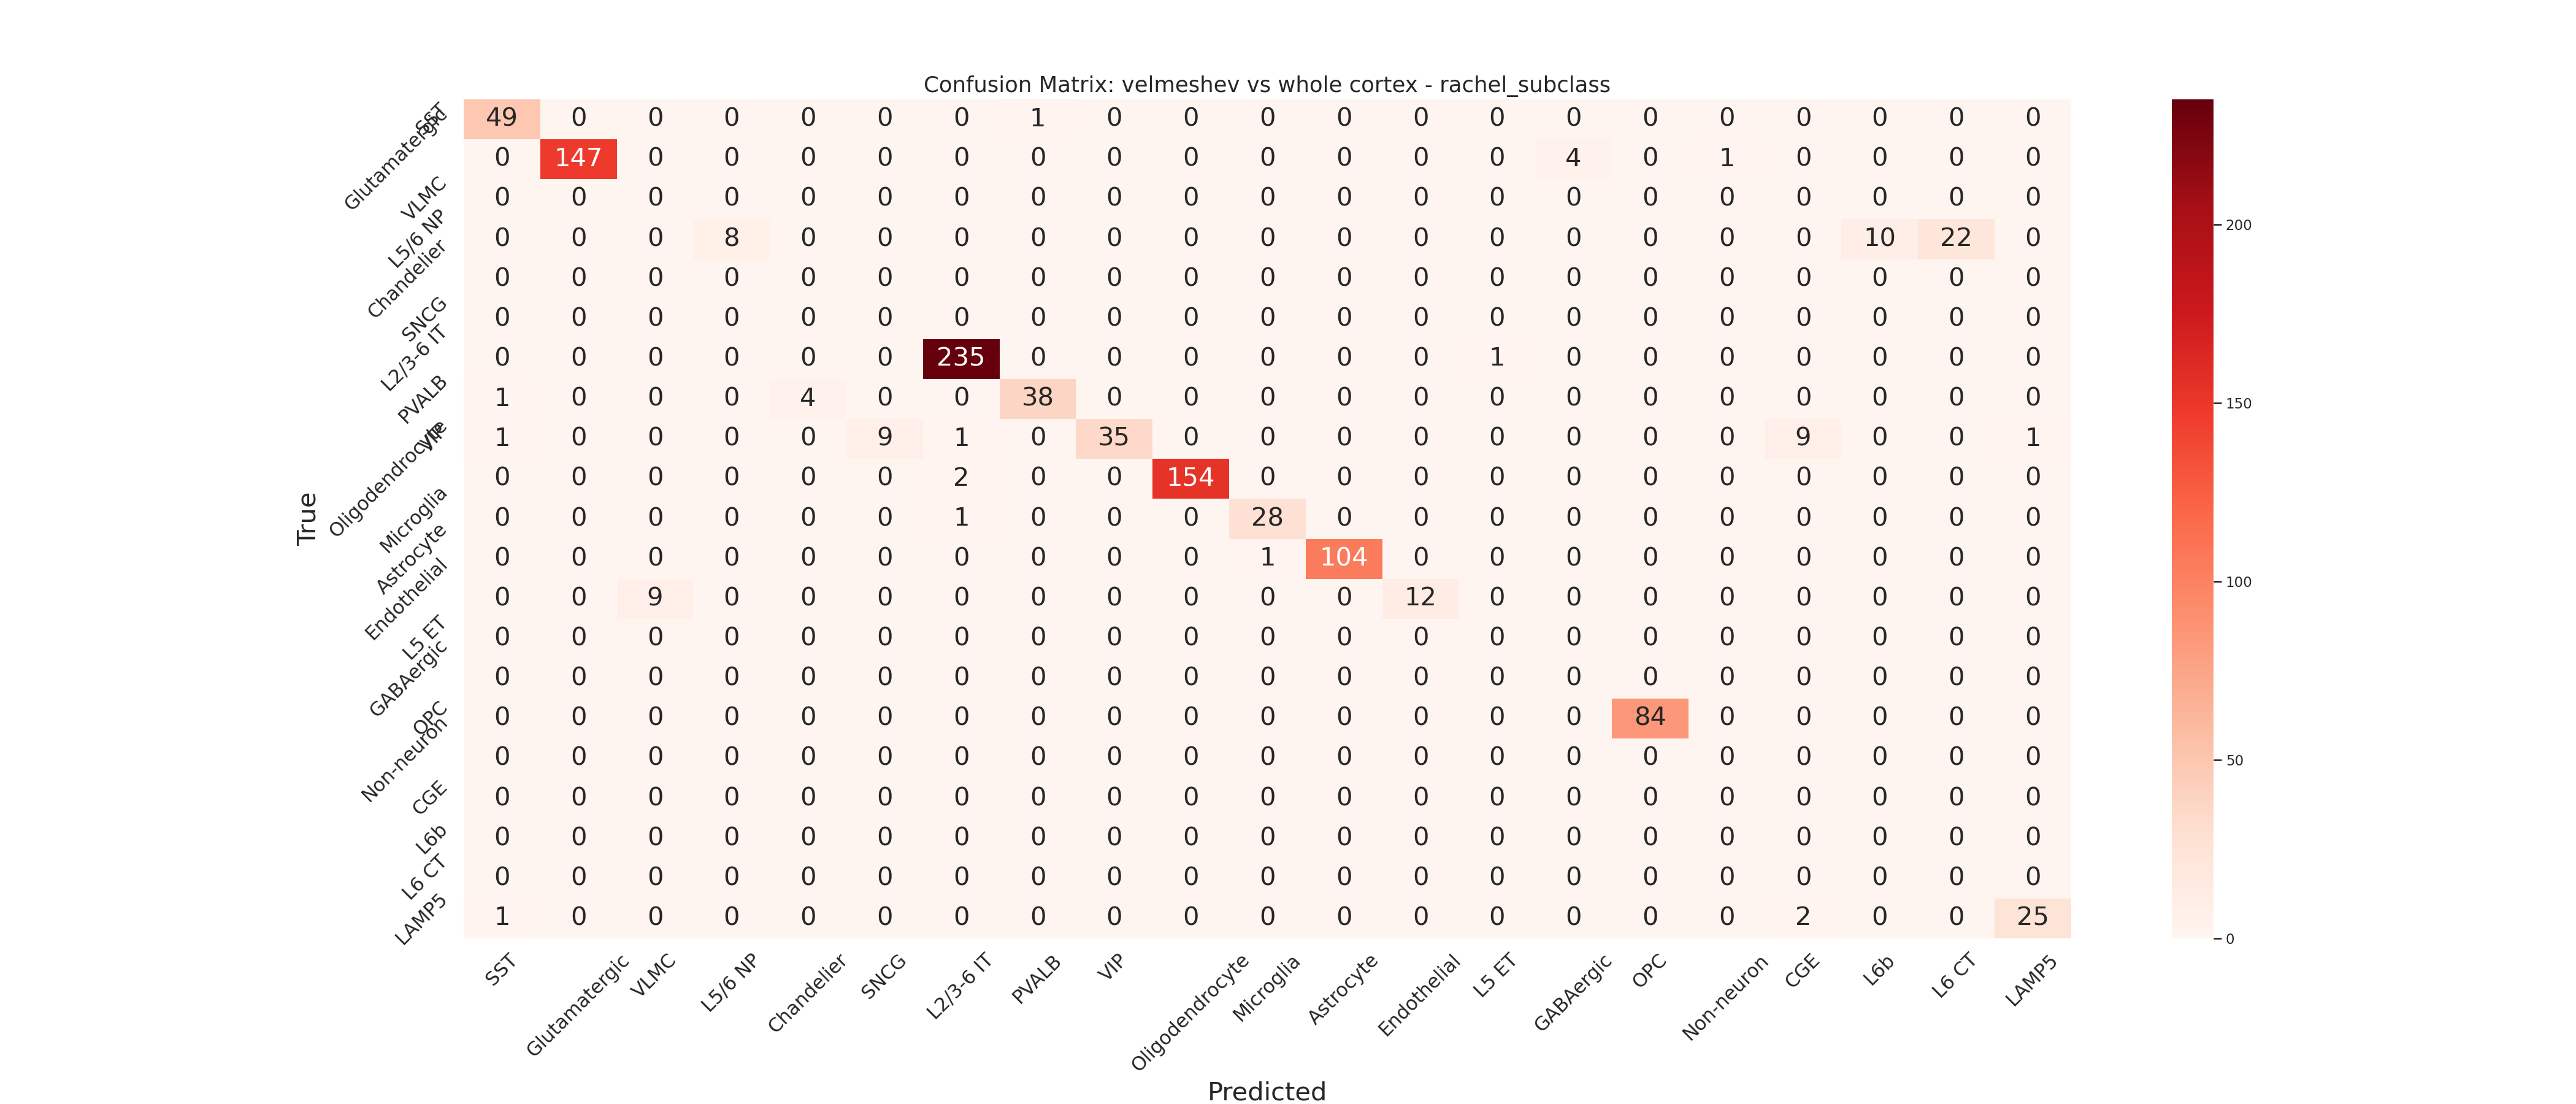 Confusion Matrix: velmeshev vs whole cortex - rachel_subclass
SST 49 0 0 0 0 0 0 1 0 0 0 0 0 0 0 0 0 0 0 0 0
Glutamatergic 0 147 0 0 0 0 0 0 0 0 0 0 0 0 4 0 1 0 0 0 0
VLMC 0 0 0 0 0 0 0 0 0 0 0 0 0 0 0 0 0 0 0 0 0
L5/6 NP 0 0 0 8 0 0 0 0 0 0 0 0 0 0 0 0 0 0 10 22 0
Chandelier 0 0 0 0 0 0 0 0 0 0 0 0 0 0 0 0 0 0 0 0 0
SNCG 0 0 0 0 0 0 0 0 0 0 0 0 0 0 0 0 0 0 0 0 0
L2/3-6 IT 0 0 0 0 0 0 235 0 0 0 0 0 0 1 0 0 0 0 0 0 0
PVALB 1 0 0 0 4 0 0 38 0 0 0 0 0 0 0 0 0 0 0 0 0
VIP 1 0 0 0 0 9 1 0 35 0 0 0 0 0 0 0 0 9 0 0 1
Oligodendrocyte 0 0 0 0 0 0 2 0 0 154 0 0 0 0 0 0 0 0 0 0 0
Microglia 0 0 0 0 0 0 1 0 0 0 28 0 0 0 0 0 0 0 0 0 0
Astrocyte 0 0 0 0 0 0 0 0 0 0 1 104 0 0 0 0 0 0 0 0 0
Endothelial 0 0 9 0 0 0 0 0 0 0 0 0 12 0 0 0 0 0 0 0 0
L5 ET 0 0 0 0 0 0 0 0 0 0 0 0 0 0 0 0 0 0 0 0 0
GABAergic 0 0 0 0 0 0 0 0 0 0 0 0 0 0 0 0 0 0 0 0 0
OPC 0 0 0 0 0 0 0 0 0 0 0 0 0 0 0 84 0 0 0 0 0
Non-neuron 0 0 0 0 0 0 0 0 0 0 0 0 0 0 0 0 0 0 0 0 0
CGE 0 0 0 0 0 0 0 0 0 0 0 0 0 0 0 0 0 0 0 0 0
L6b 0 0 0 0 0 0 0 0 0 0 0 0 0 0 0 0 0 0 0 0 0
L6 CT 0 0 0 0 0 0 0 0 0 0 0 0 0 0 0 0 0 0 0 0 0
LAMP5 1 0 0 0 0 0 0 0 0 0 0 0 0 0 0 0 0 2 0 0 25
SST Glutamatergic VLMC L5/6 NP Chandelier SNCG L2/3-6 IT PVALB VIP Oligodendrocyte Microglia Astrocyte Endothelial L5 ET GABAergic OPC Non-neuron CGE L6b L6 CT LAMP5
True
Predicted
200
150
100
50
0